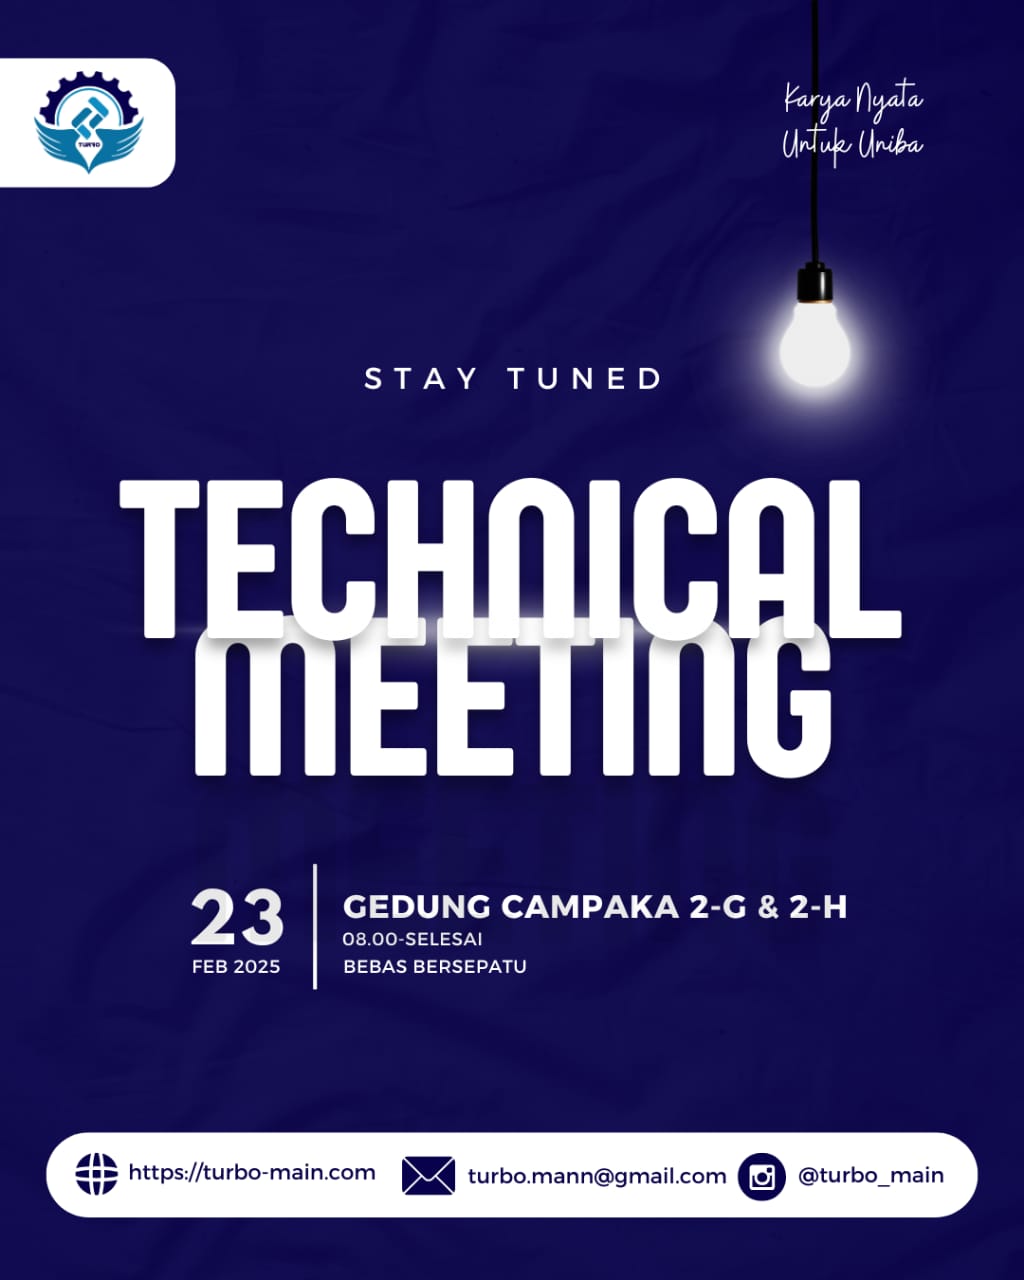 TURBO
Karya Nyata
Untuk Uniba
STAY TUNED
TECHNICAL
MEETING
23
FEB 2025
GEDUNG CAMPAKA 2-G & 2-H
08.00-SELESAI
BEBAS BERSEPATU
https://turbo-main.com
turbo.mann@gmail.com
@turbo_main